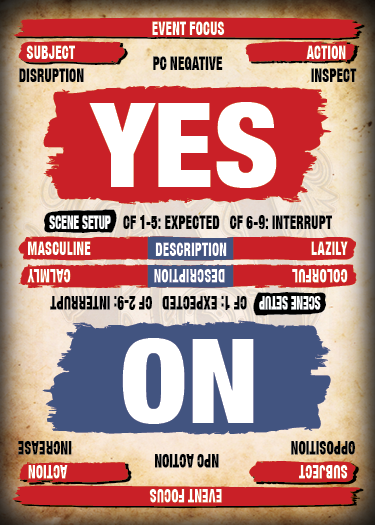 EVENT FOCUS
SUBJECT ACTION
DISRUPTION PC NEGATIVE INSPECT
YES
SCENE SETUP CF 1-5: EXPECTED CF 6-9: INTERRUPT
MASCULINE DESCRIPTION LAZILY
EVENT FOCUS
SUBJECT ACTION
OPPOSITION NPC ACTION INCREASE
NO
SCENE SETUP CF 1: EXPECTED CF 2-9: INTERRUPT
COLORFUL DESCRIPTION CALMLY